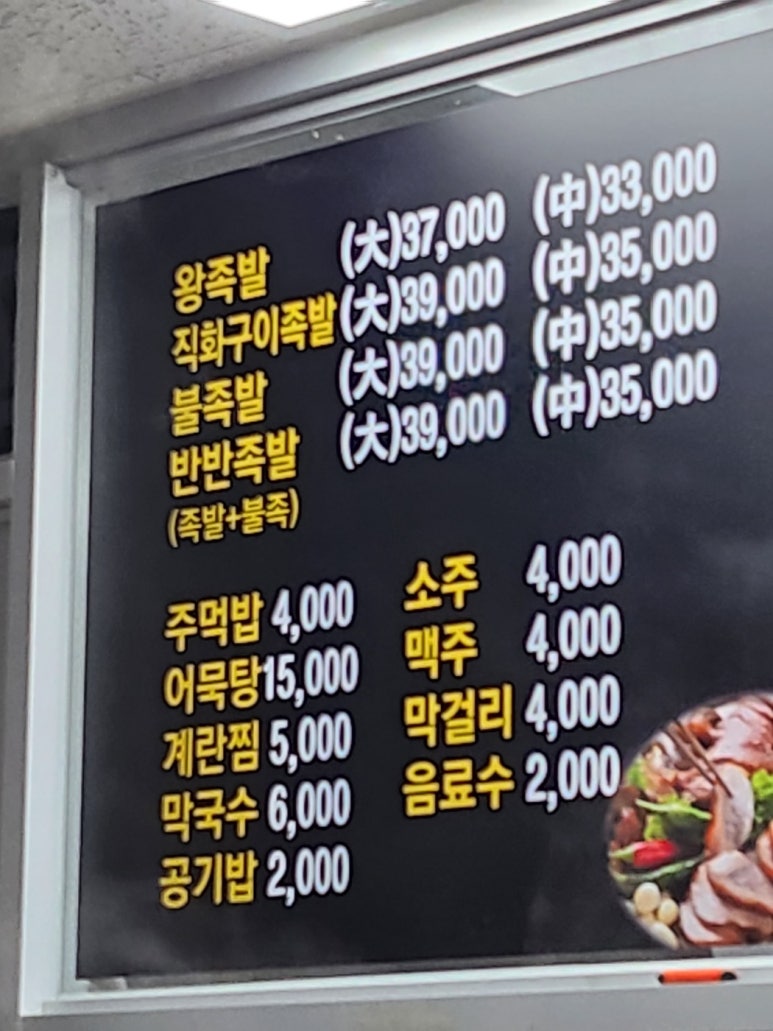 왕족발 (大)37,000 (中)33,000
직화구이족발 (大)39,000 (中)35,000
불족발 (大)39,000 (中)35,000
반반족발 (大)39,000 (中)35,000
(족발+불족)
주먹밥 4,000 소주 4,000
어묵탕 15,000 맥주 4,000
계란찜 5,000 막걸리 4,000
막국수 6,000 음료수 2,000
공기밥 2,000